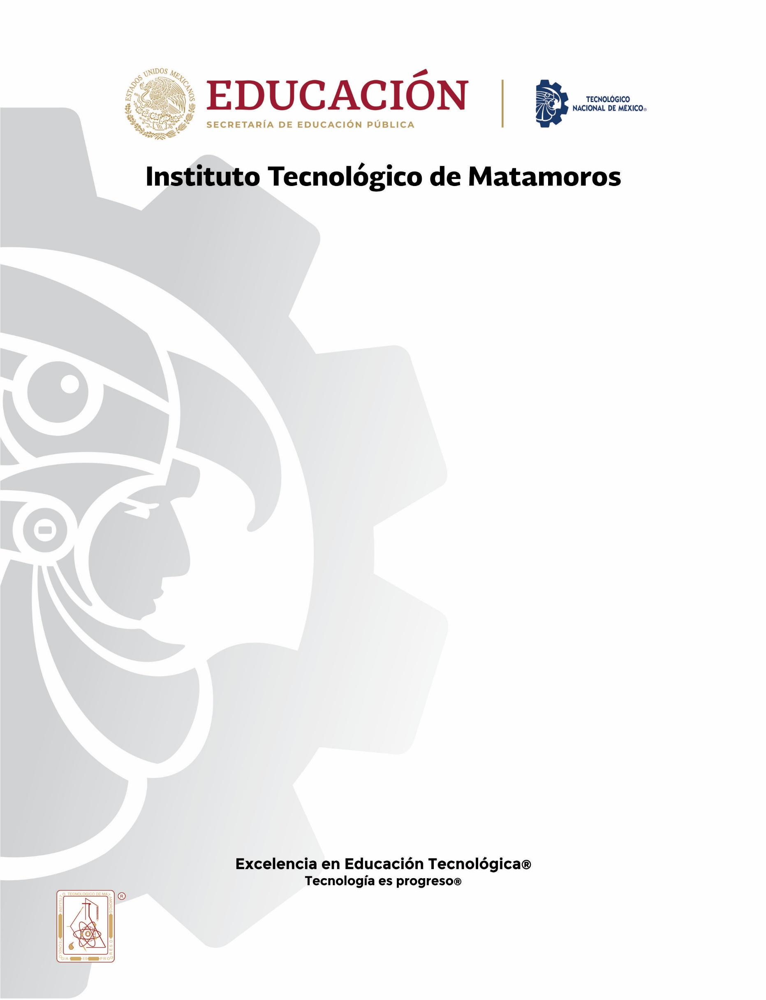 ESTADOS UNIDOS MEXICANOS
EDUCACIÓN
SECRETARÍA DE EDUCACIÓN PÚBLICA
TECNOLÓGICO
NACIONAL DE MÉXICO®
Instituto Tecnológico de Matamoros
Excelencia en Educación Tecnológica®
Tecnología es progreso®
INSTITUTO TECNOLOGICO DE MATAMOROS
®
TECNOLOGIA ES PROGRESO